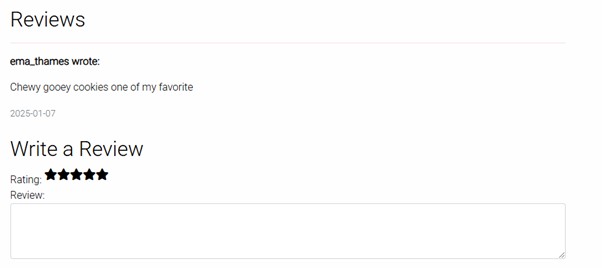 Reviews
ema_thames wrote:
Chewy gooey cookies one of my favorite
2025-01-07
Write a Review
Rating:
Review: